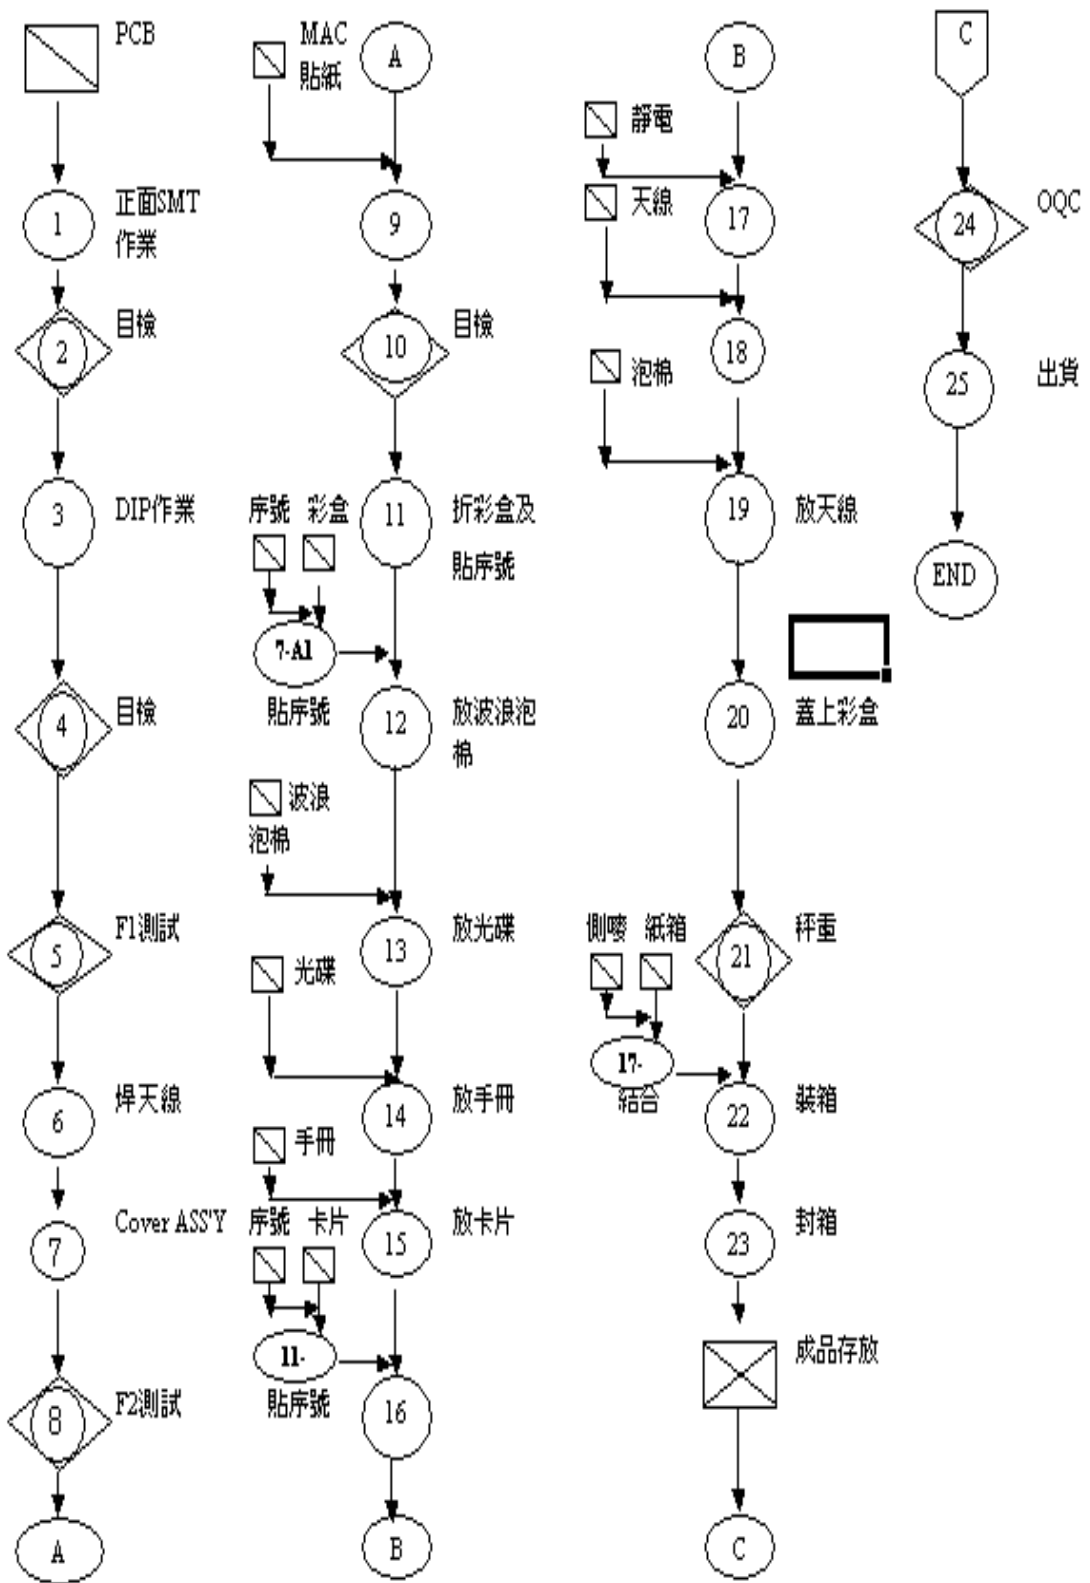 PCB
1
正面SMT
作業
2
目檢
3
DIP作業
4
目檢
5
F1測試
6
焊天線
7
Cover ASS'Y
8
F2測試
A
MAC
貼紙
A
9
10
目檢
序號 彩盒
11
折彩盒及
貼序號
7-A1
貼序號
12
放波浪泡
棉
波浪
泡棉
13
放光碟
光碟
14
放手冊
手冊
15
放卡片
序號 卡片
11-
貼序號
16
B
B
靜電
17
天線
18
泡棉
19
放天線
20
蓋上彩盒
側嘜 紙箱
21
秤重
17-
結合
22
裝箱
23
封箱
成品存放
C
C
24
OQC
25
出貨
END